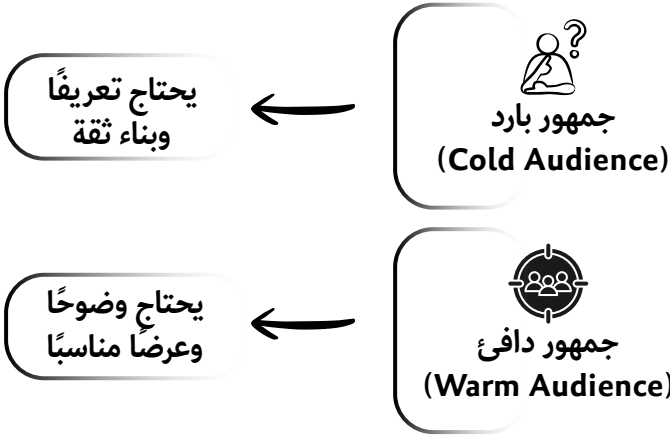 جمهور بارد
(Cold Audience)
يحتاج تعريفًا
وبناء ثقة
جمهور دافئ
(Warm Audience)
يحتاج وضوحًا
وعرضًا مناسبًا